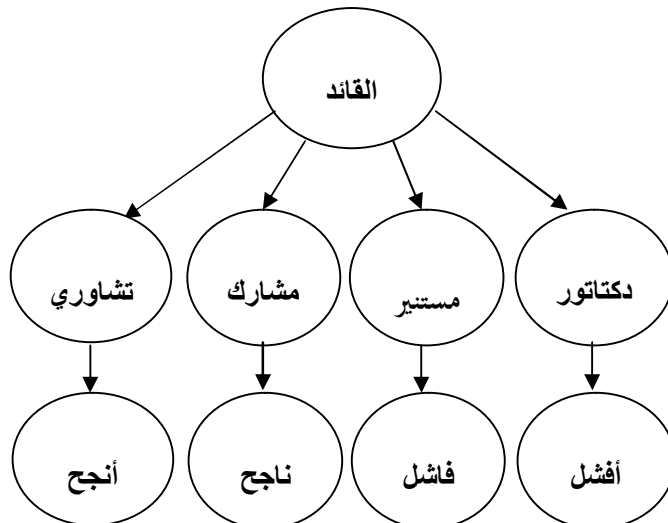 القائد
دكتاتور
مستنير
مشارك
تشاوري
أفشل
فاشل
ناجح
أنجح